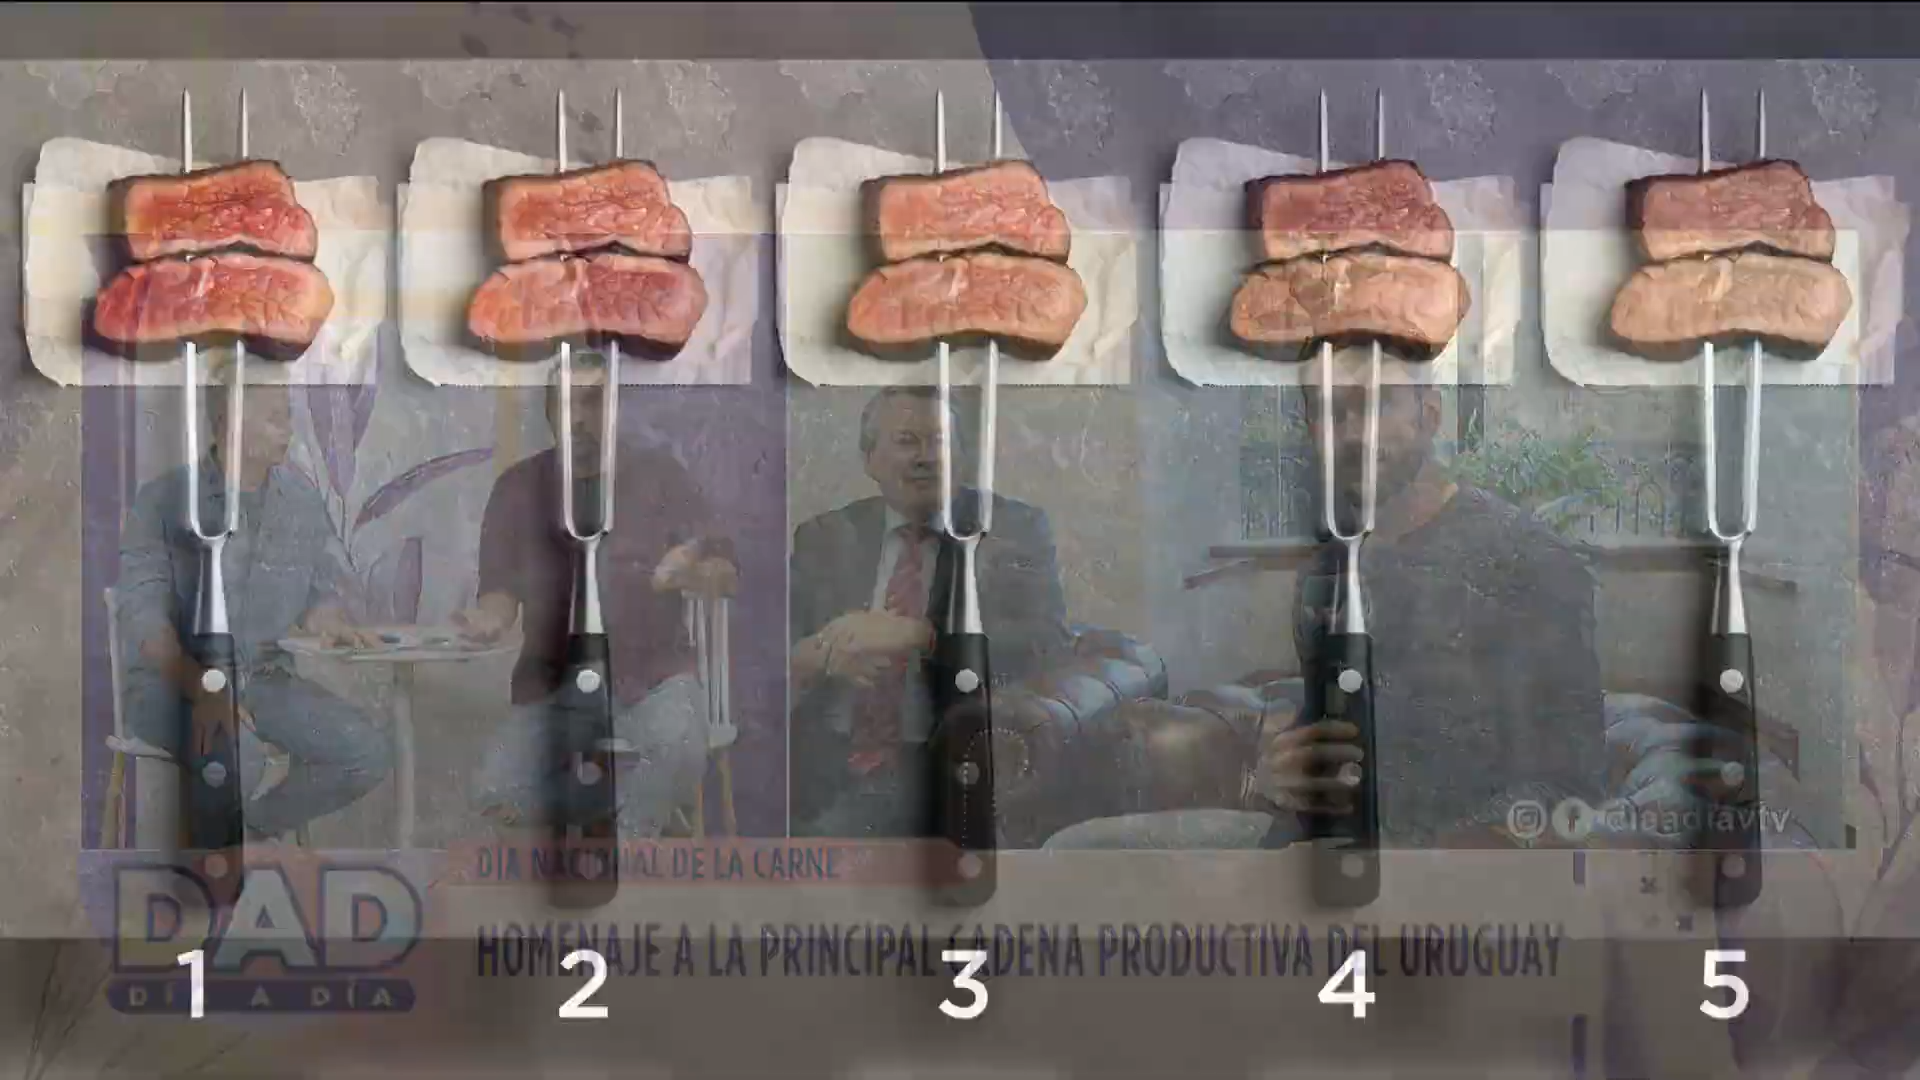 @diaadiavtv
DÍA NACIONAL DE LA CARNE
DAD
DÍA A DÍA
HOMENAJE A LA PRINCIPAL CADENA PRODUCTIVA DEL URUGUAY
1 2 3 4 5